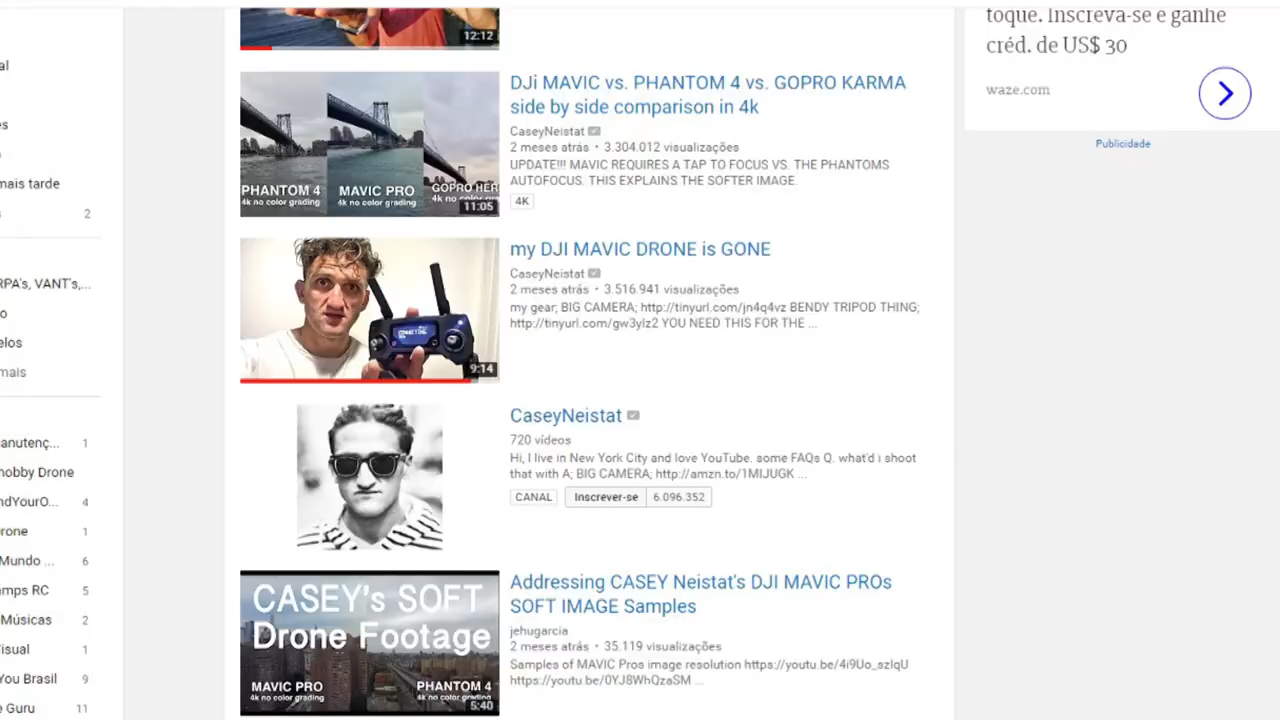 al
s
mais tarde
2
RPA's, VANT's,...
o
elos
mais
anutenç... 1
hobby Drone
ndYourO... 4
rone 1
Mundo ... 6
mps RC 5
Músicas 2
isual 1
You Brasil 9
e Guru 11
12:12
PHANTOM 4
4k no color grading
MAVIC PRO
4k no color grading
GOPRO HER
4k no color grading
11:05
DJi MAVIC vs. PHANTOM 4 vs. GOPRO KARMA
side by side comparison in 4k
CaseyNeistat
2 meses atrás • 3.304.012 visualizações
UPDATE!!! MAVIC REQUIRES A TAP TO FOCUS VS. THE PHANTOMS
AUTOFOCUS. THIS EXPLAINS THE SOFTER IMAGE.
4K
9:14
my DJI MAVIC DRONE is GONE
CaseyNeistat
2 meses atrás • 3.516.941 visualizações
my gear; BIG CAMERA; http://tinyurl.com/jn4q4vz BENDY TRIPOD THING;
http://tinyurl.com/gw3ylz2 YOU NEED THIS FOR THE ...
CaseyNeistat
720 vídeos
Hi, I live in New York City and love YouTube. some FAQs Q. what'd i shoot
that with A; BIG CAMERA; http://amzn.to/1MIJUGK ...
CANAL Inscrever-se 6.096.352
CASEY's SOFT
Drone Footage
MAVIC PRO
4k no color grading
PHANTOM 4
4k no color grading
5:40
Addressing CASEY Neistat's DJI MAVIC PROs
SOFT IMAGE Samples
jehugarcia
2 meses atrás • 35.119 visualizações
Samples of MAVIC Pros image resolution https://youtu.be/4i9Uo_szIqU
https://youtu.be/0YJ8WhQzaSM ...
toque. Inscreva-se e ganhe
créd. de US$ 30
waze.com
Publicidade